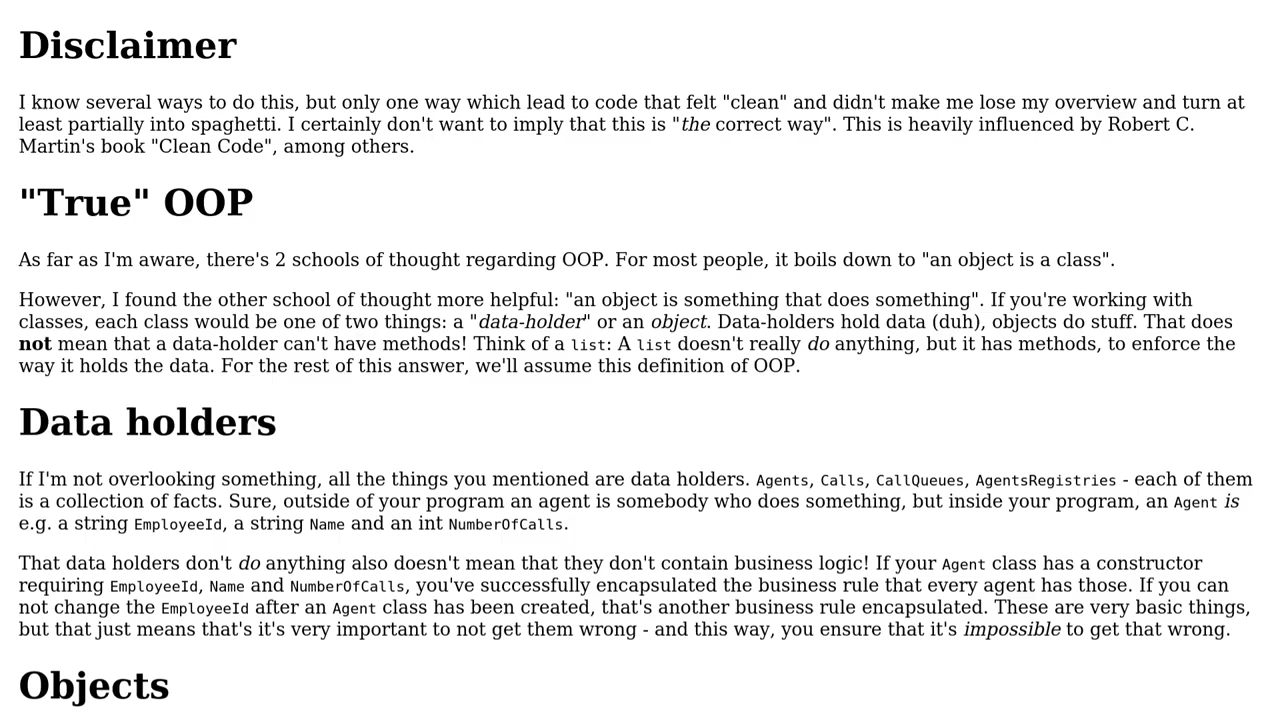 Disclaimer
I know several ways to do this, but only one way which lead to code that felt "clean" and didn't make me lose my overview and turn at
least partially into spaghetti. I certainly don't want to imply that this is "the correct way". This is heavily influenced by Robert C.
Martin's book "Clean Code", among others.
"True" OOP
As far as I'm aware, there's 2 schools of thought regarding OOP. For most people, it boils down to "an object is a class".
However, I found the other school of thought more helpful: "an object is something that does something". If you're working with
classes, each class would be one of two things: a "data-holder" or an object. Data-holders hold data (duh), objects do stuff. That does
not mean that a data-holder can't have methods! Think of a list: A list doesn't really do anything, but it has methods, to enforce the
way it holds the data. For the rest of this answer, we'll assume this definition of OOP.
Data holders
If I'm not overlooking something, all the things you mentioned are data holders. Agents, Calls, CallQueues, AgentsRegistries - each of them
is a collection of facts. Sure, outside of your program an agent is somebody who does something, but inside your program, an Agent is
e.g. a string EmployeeId, a string Name and an int NumberOfCalls.
That data holders don't do anything also doesn't mean that they don't contain business logic! If your Agent class has a constructor
requiring EmployeeId, Name and NumberOfCalls, you've successfully encapsulated the business rule that every agent has those. If you can
not change the EmployeeId after an Agent class has been created, that's another business rule encapsulated. These are very basic things,
but that just means that's it's very important to not get them wrong - and this way, you ensure that it's impossible to get that wrong.
Objects